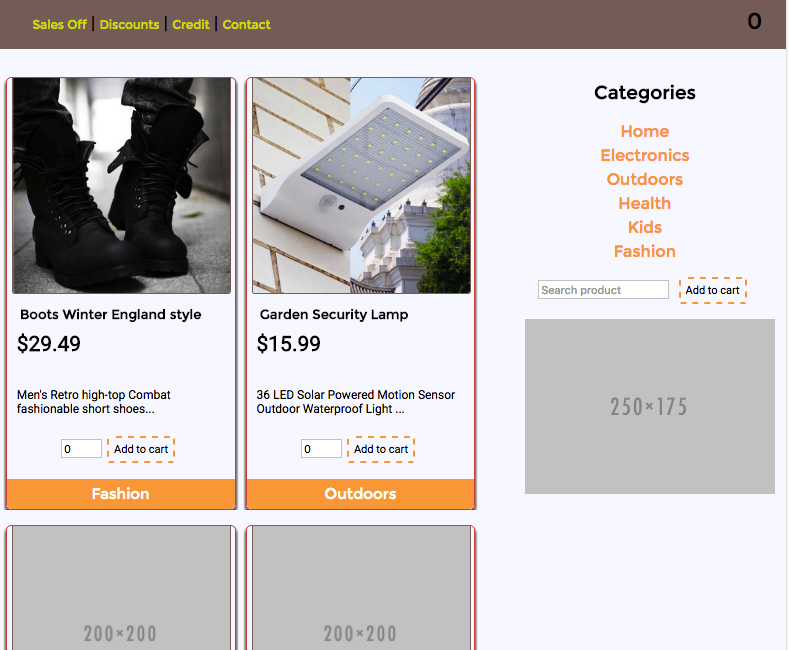 Sales Off | Discounts | Credit | Contact
0
Boots Winter England style
$29.49
Men's Retro high-top Combat
fashionable short shoes...
0 Add to cart
Fashion
Garden Security Lamp
$15.99
36 LED Solar Powered Motion Sensor
Outdoor Waterproof Light ...
0 Add to cart
Outdoors
200×200
200×200
Categories
Home
Electronics
Outdoors
Health
Kids
Fashion
Search product Add to cart
250×175